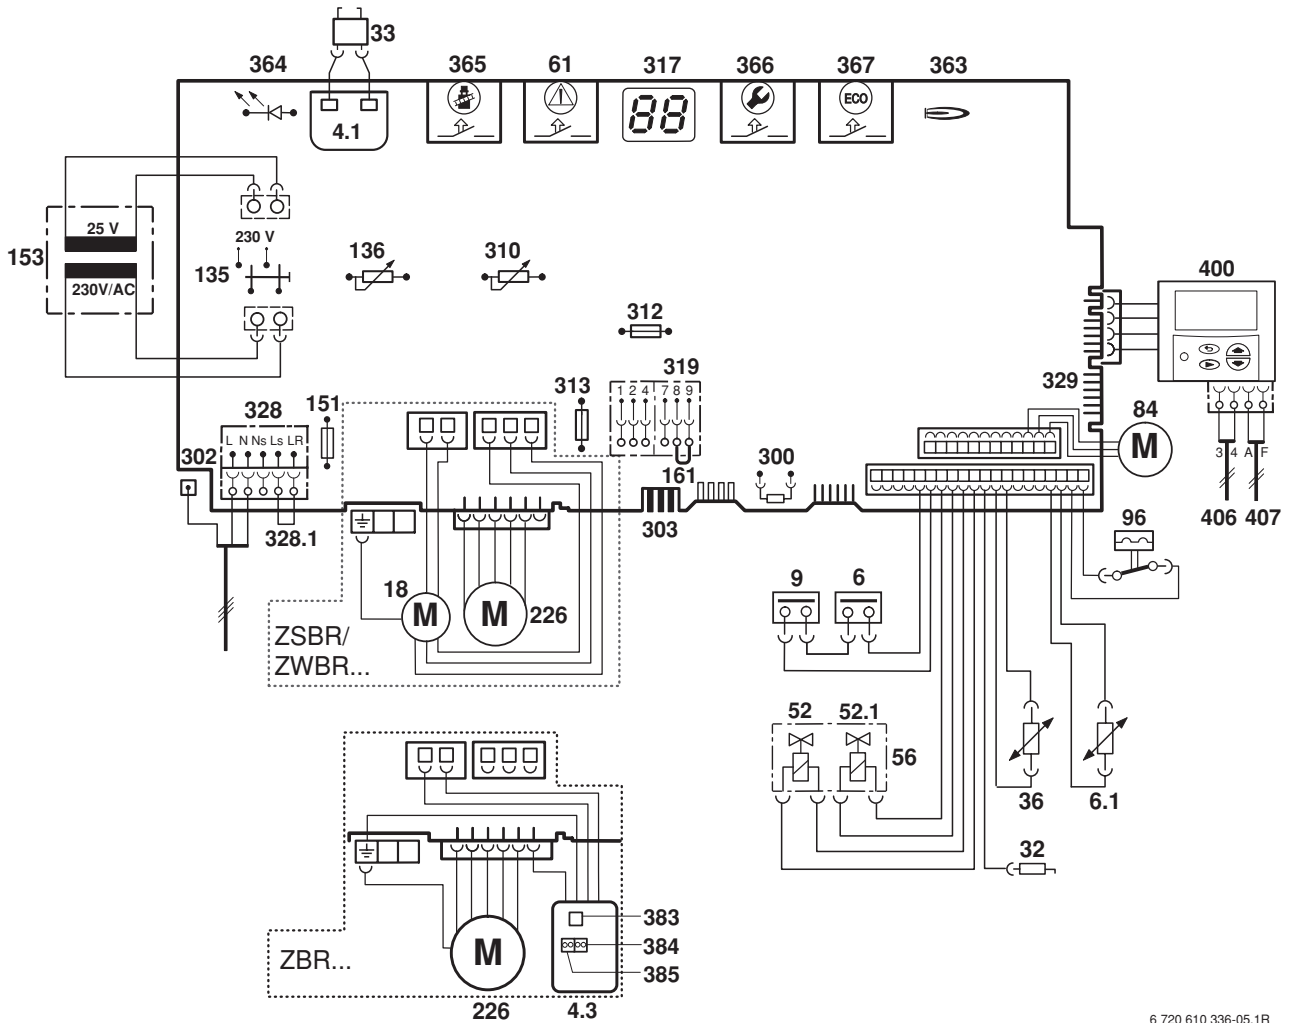 33
364
365
61
317
366
367
363
4.1
88
ECO
25 V
153
230V/AC
230 V
135
136
310
400
312
319
313
1 2 4 7 8 9
329
84
M
328
151
L N Ns Ls LR
302
161
300
303
328.1
3 4 A F
406 407
96
18
M
M
226
ZSBR/
ZWBR...
9
6
52
52.1
56
36
6.1
32
ZBR...
M
226
383
384
385
4.3
6 720 610 336-05.1R